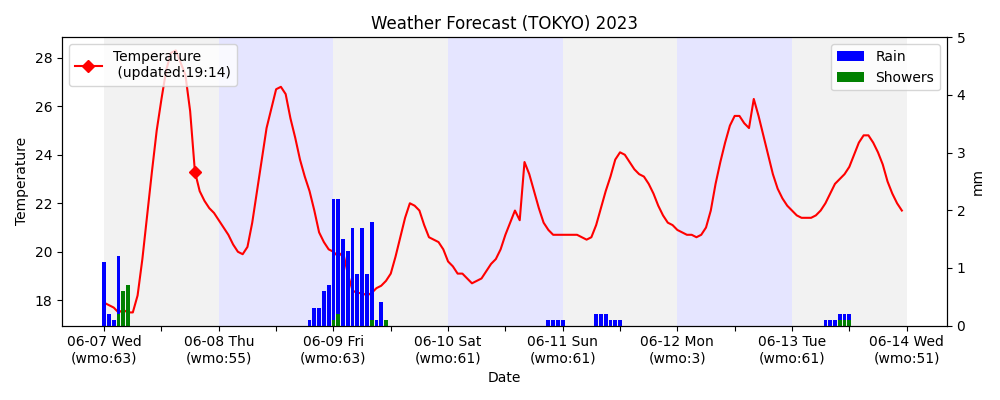 Weather Forecast (TOKYO) 2023
Temperature
(updated:19:14)
Rain
Showers
28
26
24
22
20
18
Temperature
5
4
3
2
1
0
mm
06-07 Wed
(wmo:63)
06-08 Thu
(wmo:55)
06-09 Fri
(wmo:63)
06-10 Sat
(wmo:61)
06-11 Sun
(wmo:61)
06-12 Mon
(wmo:3)
06-13 Tue
(wmo:61)
06-14 Wed
(wmo:51)
Date